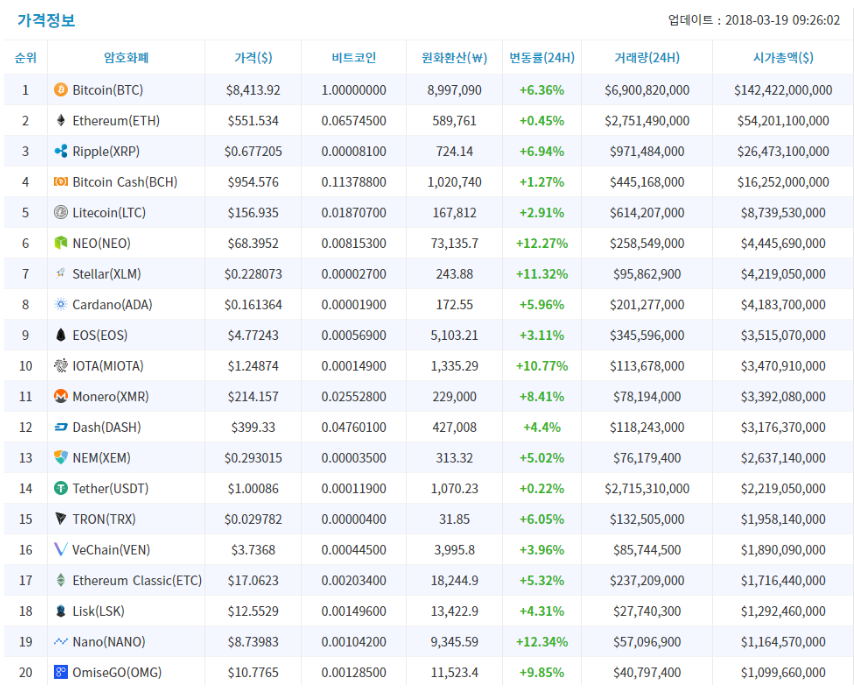 가격정보 업데이트 : 2018-03-19 09:26:02
순위 암호화폐 가격($) 비트코인 원화환산(₩) 변동률(24H) 거래량(24H) 시가총액($)
1 Bitcoin(BTC) $8,413.92 1.00000000 8,997,090 +6.36% $6,900,820,000 $142,422,000,000
2 Ethereum(ETH) $551.534 0.06574500 589,761 +0.45% $2,751,490,000 $54,201,100,000
3 Ripple(XRP) $0.677205 0.00008100 724.14 +6.94% $971,484,000 $26,473,100,000
4 Bitcoin Cash(BCH) $954.576 0.11378800 1,020,740 +1.27% $445,168,000 $16,252,000,000
5 Litecoin(LTC) $156.935 0.01870700 167,812 +2.91% $614,207,000 $8,739,530,000
6 NEO(NEO) $68.3952 0.00815300 73,135.7 +12.27% $258,549,000 $4,445,690,000
7 Stellar(XLM) $0.228073 0.00002700 243.88 +11.32% $95,862,900 $4,219,050,000
8 Cardano(ADA) $0.161364 0.00001900 172.55 +5.96% $201,277,000 $4,183,700,000
9 EOS(EOS) $4.77243 0.00056900 5,103.21 +3.11% $345,596,000 $3,515,070,000
10 IOTA(MIOTA) $1.24874 0.00014900 1,335.29 +10.77% $113,678,000 $3,470,910,000
11 Monero(XMR) $214.157 0.02552800 229,000 +8.41% $78,194,000 $3,392,080,000
12 Dash(DASH) $399.33 0.04760100 427,008 +4.4% $118,243,000 $3,176,370,000
13 NEM(XEM) $0.293015 0.00003500 313.32 +5.02% $76,179,400 $2,637,140,000
14 Tether(USDT) $1.00086 0.00011900 1,070.23 +0.22% $2,715,310,000 $2,219,050,000
15 TRON(TRX) $0.029782 0.00000400 31.85 +6.05% $132,505,000 $1,958,140,000
16 VeChain(VEN) $3.7368 0.00044500 3,995.8 +3.96% $85,744,500 $1,890,090,000
17 Ethereum Classic(ETC) $17.0623 0.00203400 18,244.9 +5.32% $237,209,000 $1,716,440,000
18 Lisk(LSK) $12.5529 0.00149600 13,422.9 +4.31% $27,740,300 $1,292,460,000
19 Nano(NANO) $8.73983 0.00104200 9,345.59 +12.34% $57,096,900 $1,164,570,000
20 OmiseGO(OMG) $10.7765 0.00128500 11,523.4 +9.85% $40,797,400 $1,099,660,000